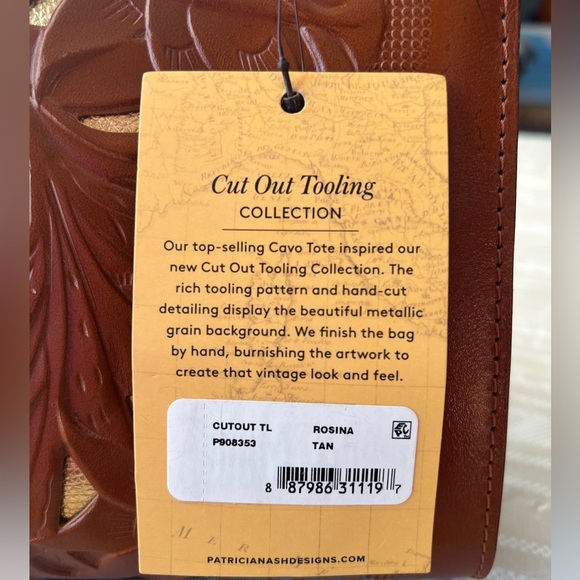 Cut Out Tooling
COLLECTION
Our top-selling Cavo Tote inspired our
new Cut Out Tooling Collection. The
rich tooling pattern and hand-cut
detailing display the beautiful metallic
grain background. We finish the bag
by hand, burnishing the artwork to
create that vintage look and feel.
CUTOUT TL ROSINA
P908353 TAN
8 87986 31119 7
M E R
PATRICIANASHDESIGNS.COM